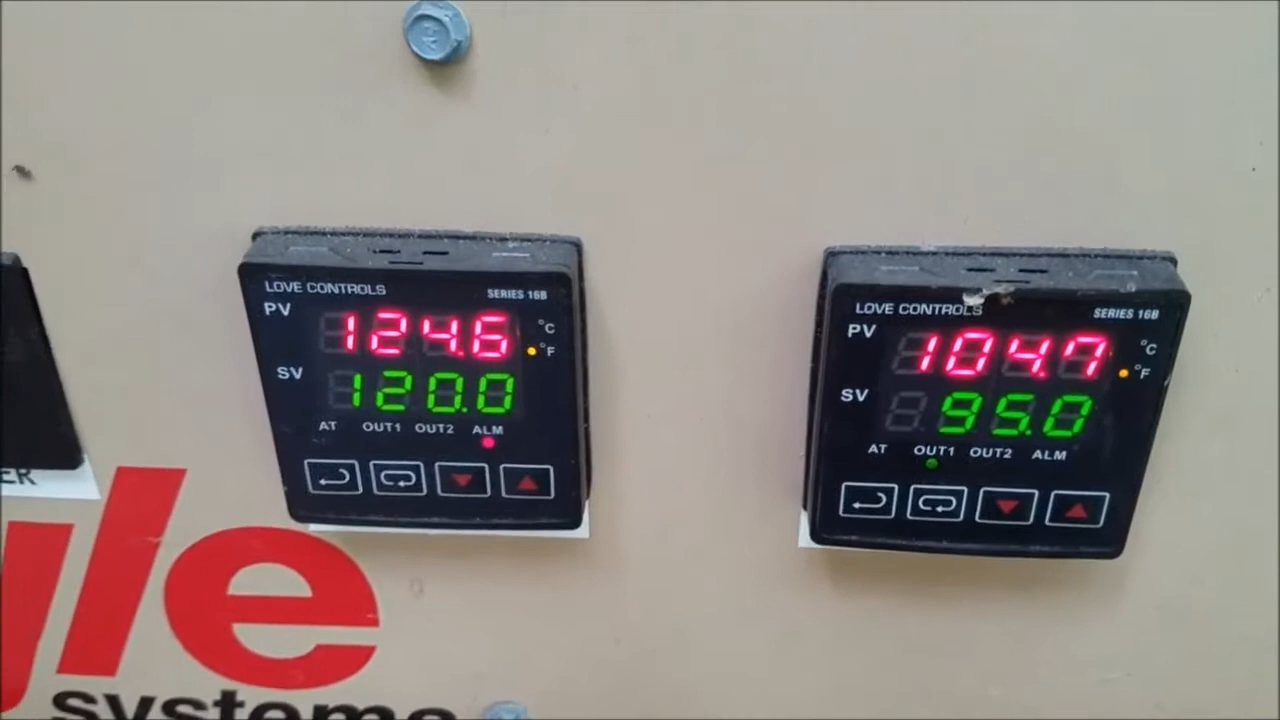 LOVE CONTROLS
SERIES 16B
PV 124.6 °C
°F
SV 120.0
AT OUT1 OUT2 ALM
LOVE CONTROLS
SERIES 16B
PV 104.7 °C
°F
SV 95.0
AT OUT1 OUT2 ALM
ER
gle
systems